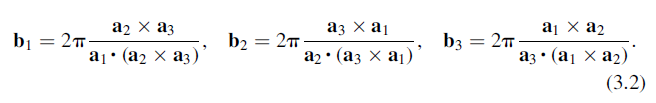 b₁ = 2π a₂ × a₃ / a₁ • (a₂ × a₃), b₂ = 2π a₃ × a₁ / a₂ • (a₃ × a₁), b₃ = 2π a₁ × a₂ / a₃ • (a₁ × a₂).
(3.2)